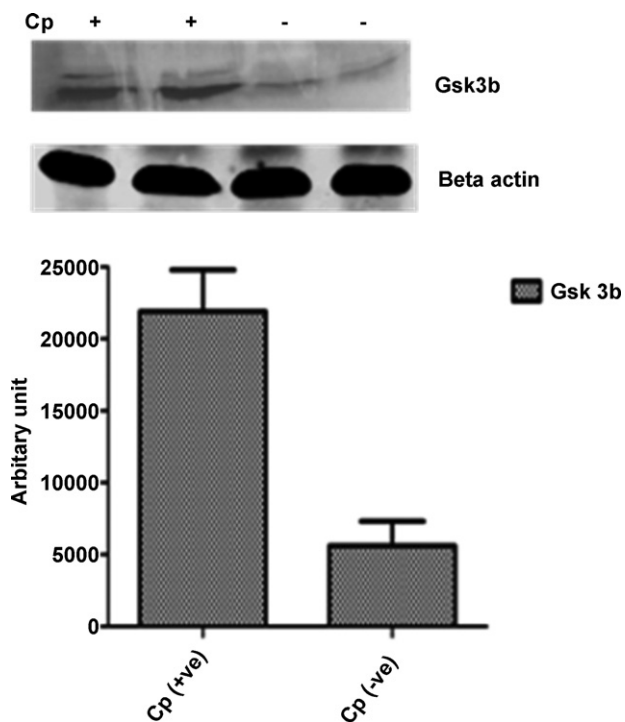 Cp + + - -
Gsk3b
Beta actin
25000
20000
15000
10000
5000
0
Arbitary unit
Gsk 3b
Cp (+ve)
Cp (-ve)